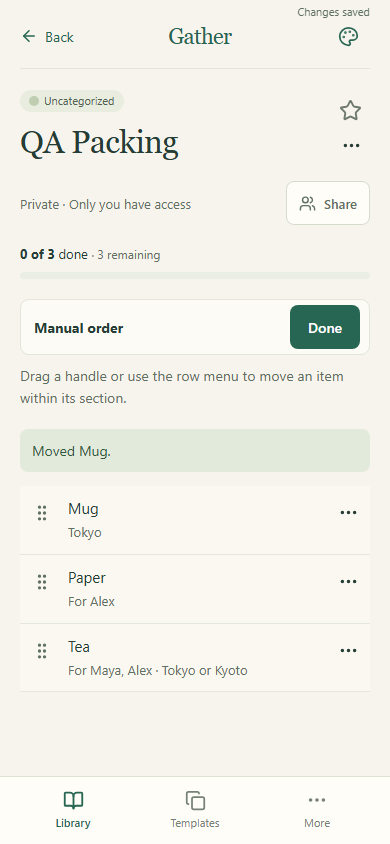 Changes saved
Back
Gather
Uncategorized
QA Packing
Private · Only you have access
Share
0 of 3 done · 3 remaining
Manual order
Done
Drag a handle or use the row menu to move an item
within its section.
Moved Mug.
Mug
Tokyo
Paper
For Alex
Tea
For Maya, Alex · Tokyo or Kyoto
Library
Templates
More